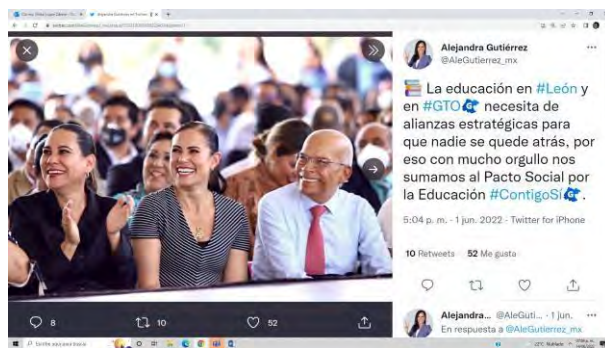 Alejandra Gutiérrez
@AleGutierrez_mx
La educación en #León y
en #GTO necesita de
alianzas estratégicas para
que nadie se quede atrás, por
eso con mucho orgullo nos
sumamos al Pacto Social por
la Educación #ContigoSí.
5:04 p. m. · 1 jun. 2022 · Twitter for iPhone
10 Retweets 52 Me gusta
8 10 52
Alejandra... @AleGuti... · 1 jun.
En respuesta a @AleGutierrez_mx